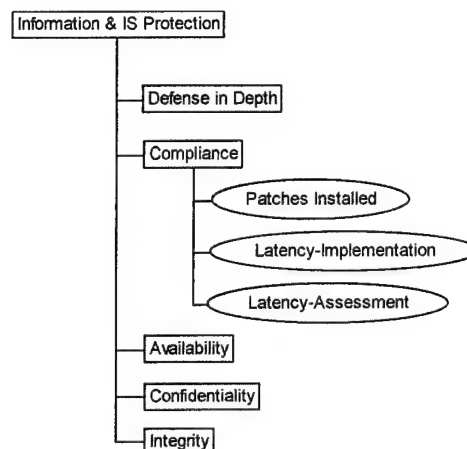 Information & IS Protection
Defense in Depth
Compliance
Patches Installed
Latency-Implementation
Latency-Assessment
Availability
Confidentiality
Integrity